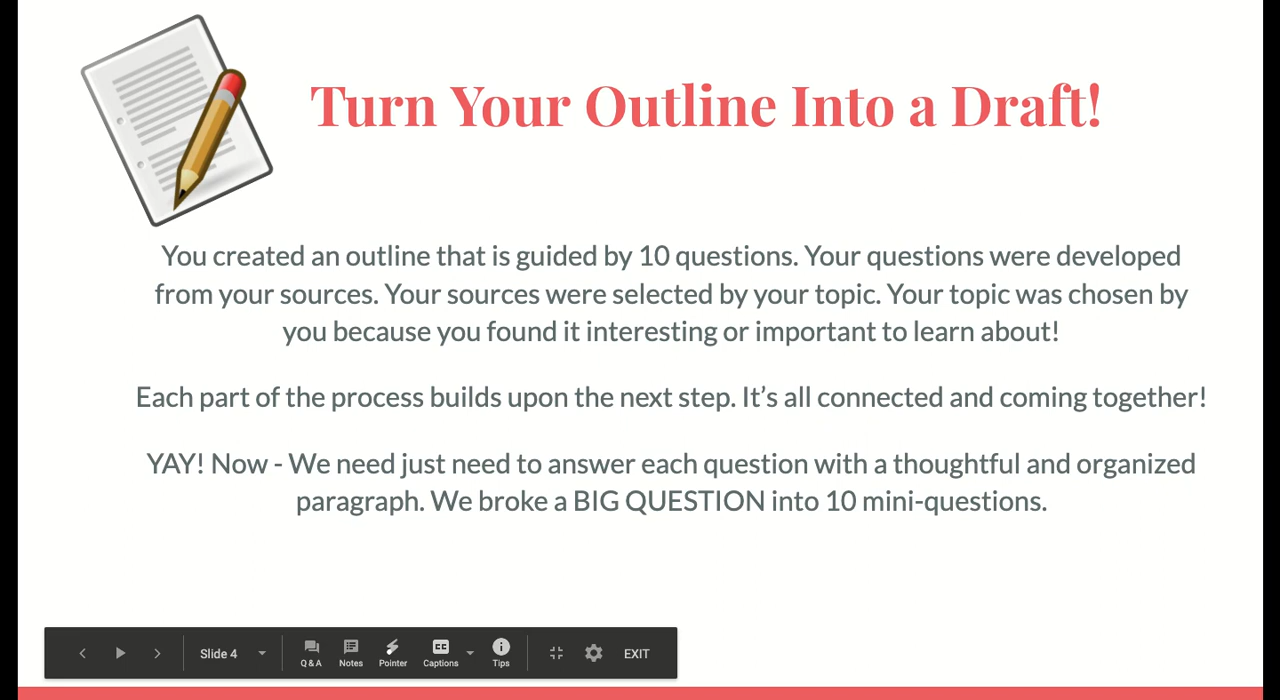 Turn Your Outline Into a Draft!
You created an outline that is guided by 10 questions. Your questions were developed
from your sources. Your sources were selected by your topic. Your topic was chosen by
you because you found it interesting or important to learn about!
Each part of the process builds upon the next step. It's all connected and coming together!
YAY! Now - We need just need to answer each question with a thoughtful and organized
paragraph. We broke a BIG QUESTION into 10 mini-questions.
Slide 4
Q & A
Notes
Pointer
CC
Captions
Tips
EXIT